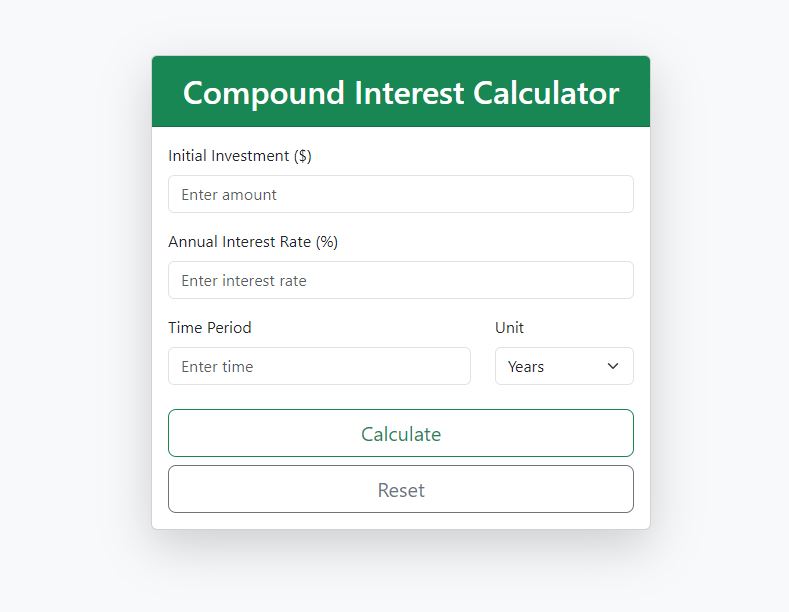 Compound Interest Calculator
Initial Investment ($)
Enter amount
Annual Interest Rate (%)
Enter interest rate
Time Period
Unit
Enter time
Years
Calculate
Reset